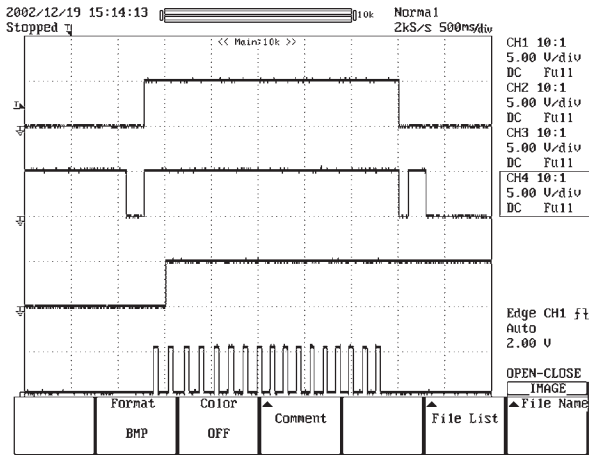 2002/12/19 15:14:13
10k
Normal
Stopped
2kS/s 500ms/div
<< Main:10k >>
CH1 10:1
5.00 V/div
DC Full
CH2 10:1
5.00 V/div
DC Full
CH3 10:1
5.00 V/div
DC Full
CH4 10:1
5.00 V/div
DC Full
Edge CH1
Auto
2.00 V
OPEN-CLOSE
IMAGE
Format
BMP
Color
OFF
Comment
File List
File Name